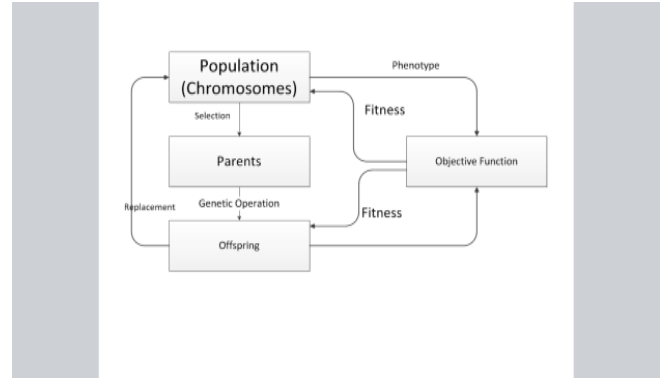 Population
(Chromosomes)
Phenotype
Fitness
Selection
Parents
Objective Function
Genetic Operation
Replacement
Fitness
Offspring